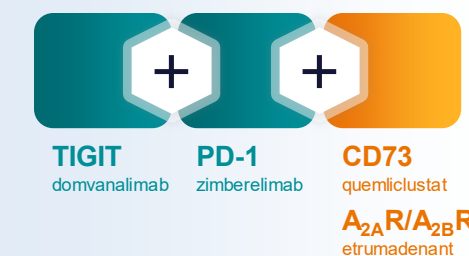 + +
TIGIT PD-1 CD73
domvanalimab zimberelimab quemliclustat
A2AR/A2BR
etrumadenant